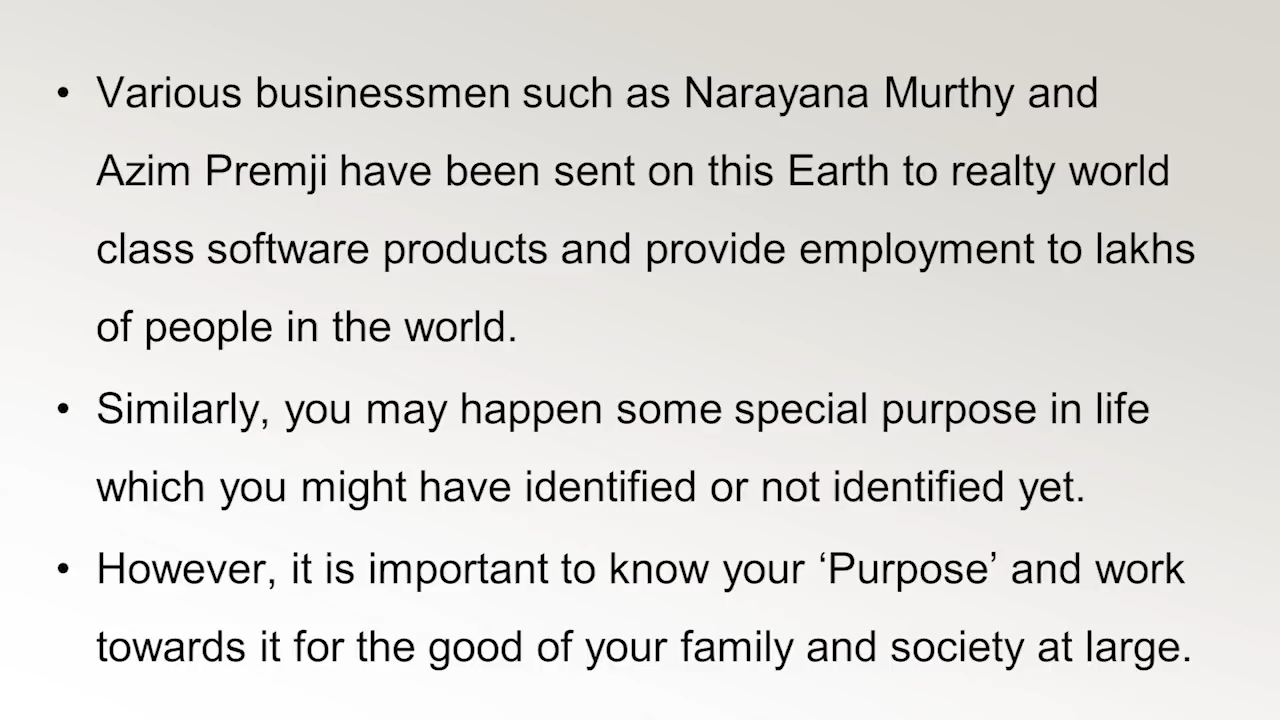 • Various businessmen such as Narayana Murthy and
Azim Premji have been sent on this Earth to realty world
class software products and provide employment to lakhs
of people in the world.
• Similarly, you may happen some special purpose in life
which you might have identified or not identified yet.
• However, it is important to know your ‘Purpose’ and work
towards it for the good of your family and society at large.